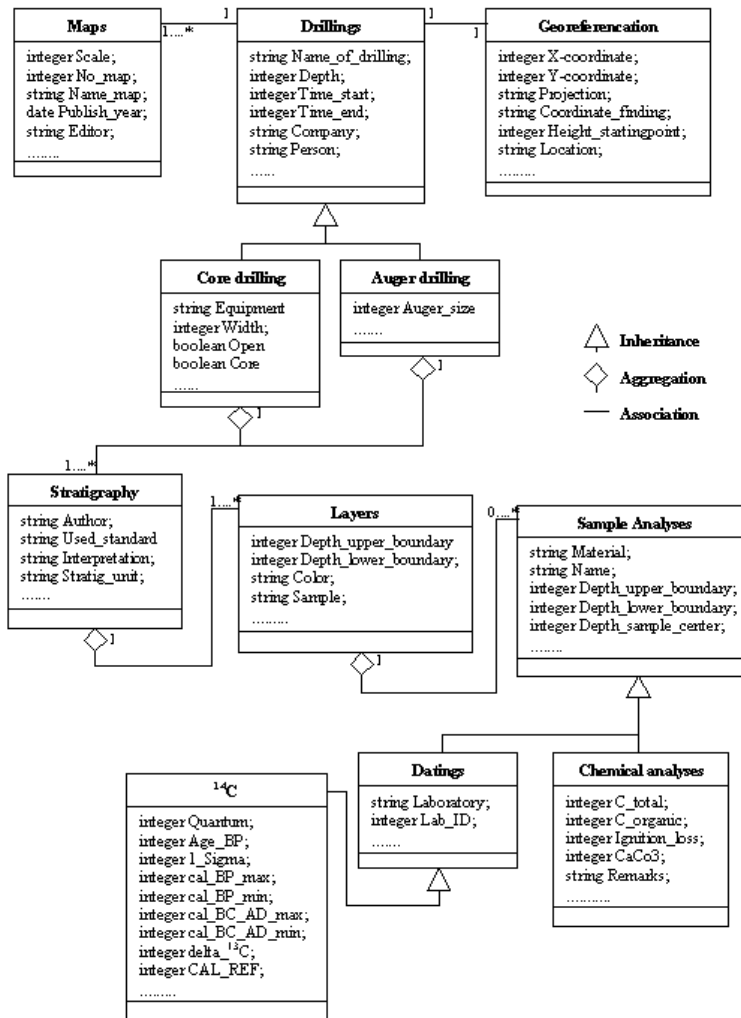 Maps
integer Scale;
integer No_map;
string Name_map;
date Publish_year;
string Editor;
........
1....*
1
Drillings
string Name_of_drilling;
integer Depth;
integer Time_start;
integer Time_end;
string Company;
string Person;
......
1
1
Georeferencation
integer X-coordinate;
integer Y-coordinate;
string Projection;
string Coordinate_finding;
integer Height_startingpoint;
string Location;
.........
Core drilling
string Equipment
integer Width;
boolean Open
boolean Core
......
1
Auger drilling
integer Auger_size
.......
1
Inheritance
Aggregation
Association
1....*
Stratigraphy
string Author;
string Used_standard
string Interpretation;
string Stratig_unit;
.......
1
1....*
Layers
integer Depth_upper_boundary
integer Depth_lower_boundary;
string Color;
string Sample;
.........
1
0....*
Sample Analyses
string Material;
string Name;
integer Depth_upper_boundary;
integer Depth_lower_boundary;
integer Depth_sample_center;
........
Datings
string Laboratory;
integer Lab_ID;
.......
Chemical analyses
integer C_total;
integer C_organic;
integer Ignition_loss;
integer CaCo3;
string Remarks;
...........
¹⁴C
integer Quantum;
integer Age_BP;
integer 1_Sigma;
integer cal_BP_max;
integer cal_BP_min;
integer cal_BC_AD_max;
integer cal_BC_AD_min;
integer delta_¹³C;
integer CAL_REF;
.........